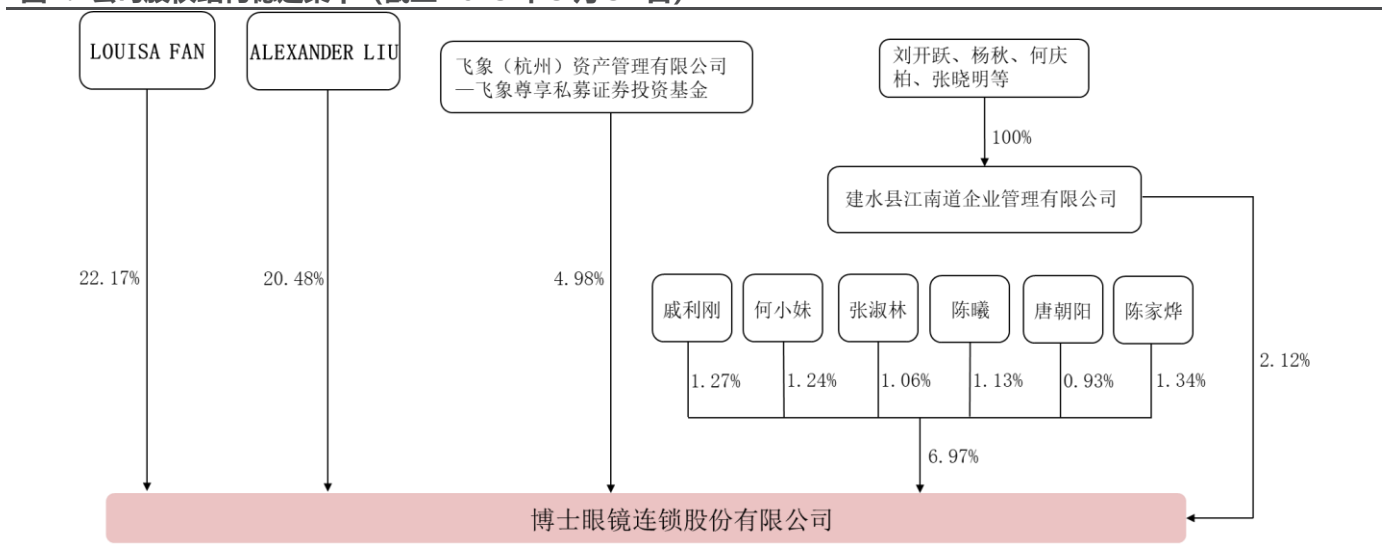 LOUISA FAN
ALEXANDER LIU
飞象（杭州）资产管理有限公司
—飞象尊享私募证券投资基金
刘开跃、杨秋、何庆
柏、张晓明等
100%
建水县江南道企业管理有限公司
22.17%
20.48%
4.98%
戚利刚
何小妹
张淑林
陈曦
唐朝阳
陈家烨
1.27%
1.24%
1.06%
1.13%
0.93%
1.34%
2.12%
6.97%
博士眼镜连锁股份有限公司